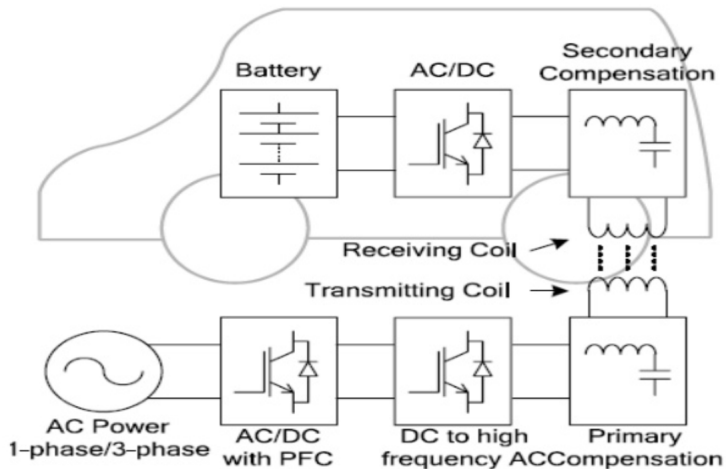 Battery
AC/DC
Secondary
Compensation
Receiving Coil
Transmitting Coil
AC Power
1-phase/3-phase
AC/DC
with PFC
DC to high
frequency AC
Primary
Compensation